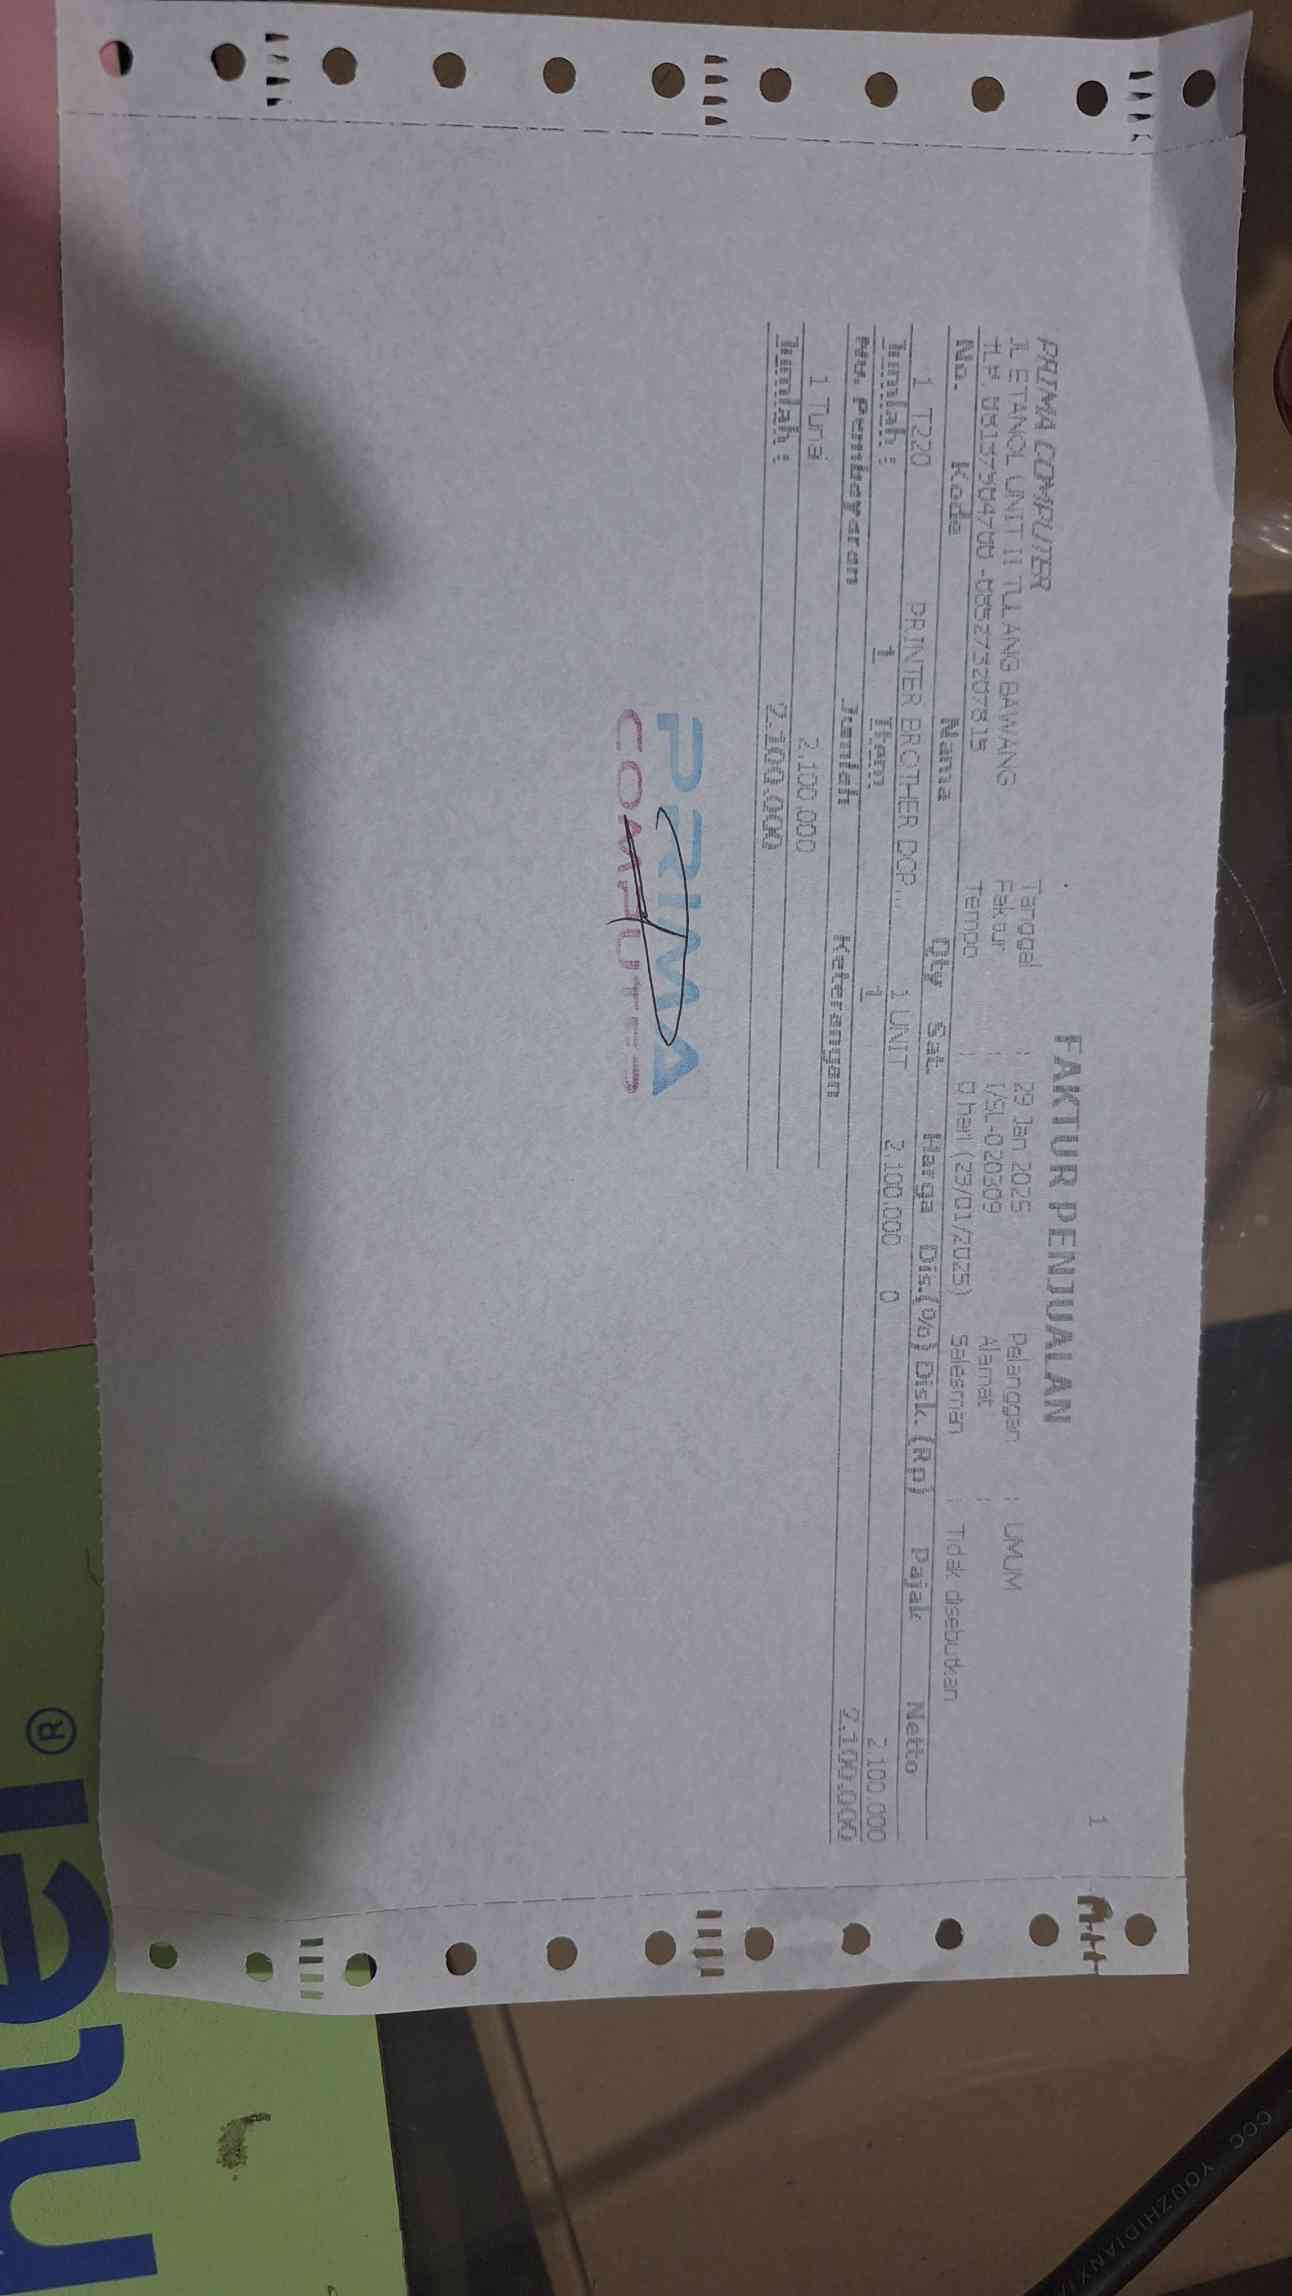 1
FAKTUR PENJUALAN
PRIMA COMPUTER
JL ETANOL UNIT II TULANG BAWANG
TLP.
Tanggal : 29 Jan 2025
Faktur : I/SL-020309
Tempo : 0 hari (29/01/2025)
Pelanggan : UMUM
Alamat :
Salesman : Tidak disebutkan
No. Kode Nama Qty Sat. Harga Dis.(%) Disk.(Rp) Pajak Netto
1 T220 PRINTER BROTHER DCP... 1 UNIT 2.100.000 0 2.100.000
Jumlah : 1 Item 1 2.100.000
No. Pembayaran Jumlah Keterangan
1 Tunai 2.100.000
Jumlah : 2.100.000
PRIMA
COMPUTER
ntel®
CCC YOUZHIDIANXI